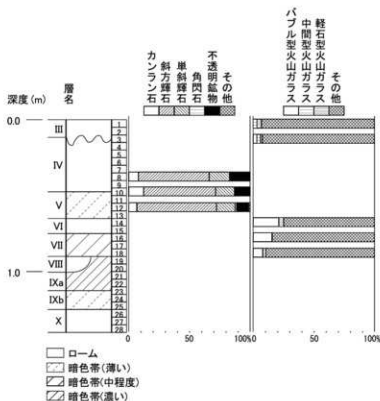 カンラン石
斜方輝石
単斜輝石
角閃石
不透明鉱物
その他
バブル型火山ガラス
中間型火山ガラス
軽石型火山ガラス
その他
深度(m)
層名
0.0
1.0
III
IV
V
VI
VII
VIII
IXa
IXb
X
1
2
3
4
5
6
7
8
9
10
11
12
13
14
15
16
17
18
19
20
21
22
23
24
25
26
27
28
0
50
100%
0
50
100%
ローム
暗色帯(薄い)
暗色帯(中程度)
暗色帯(濃い)